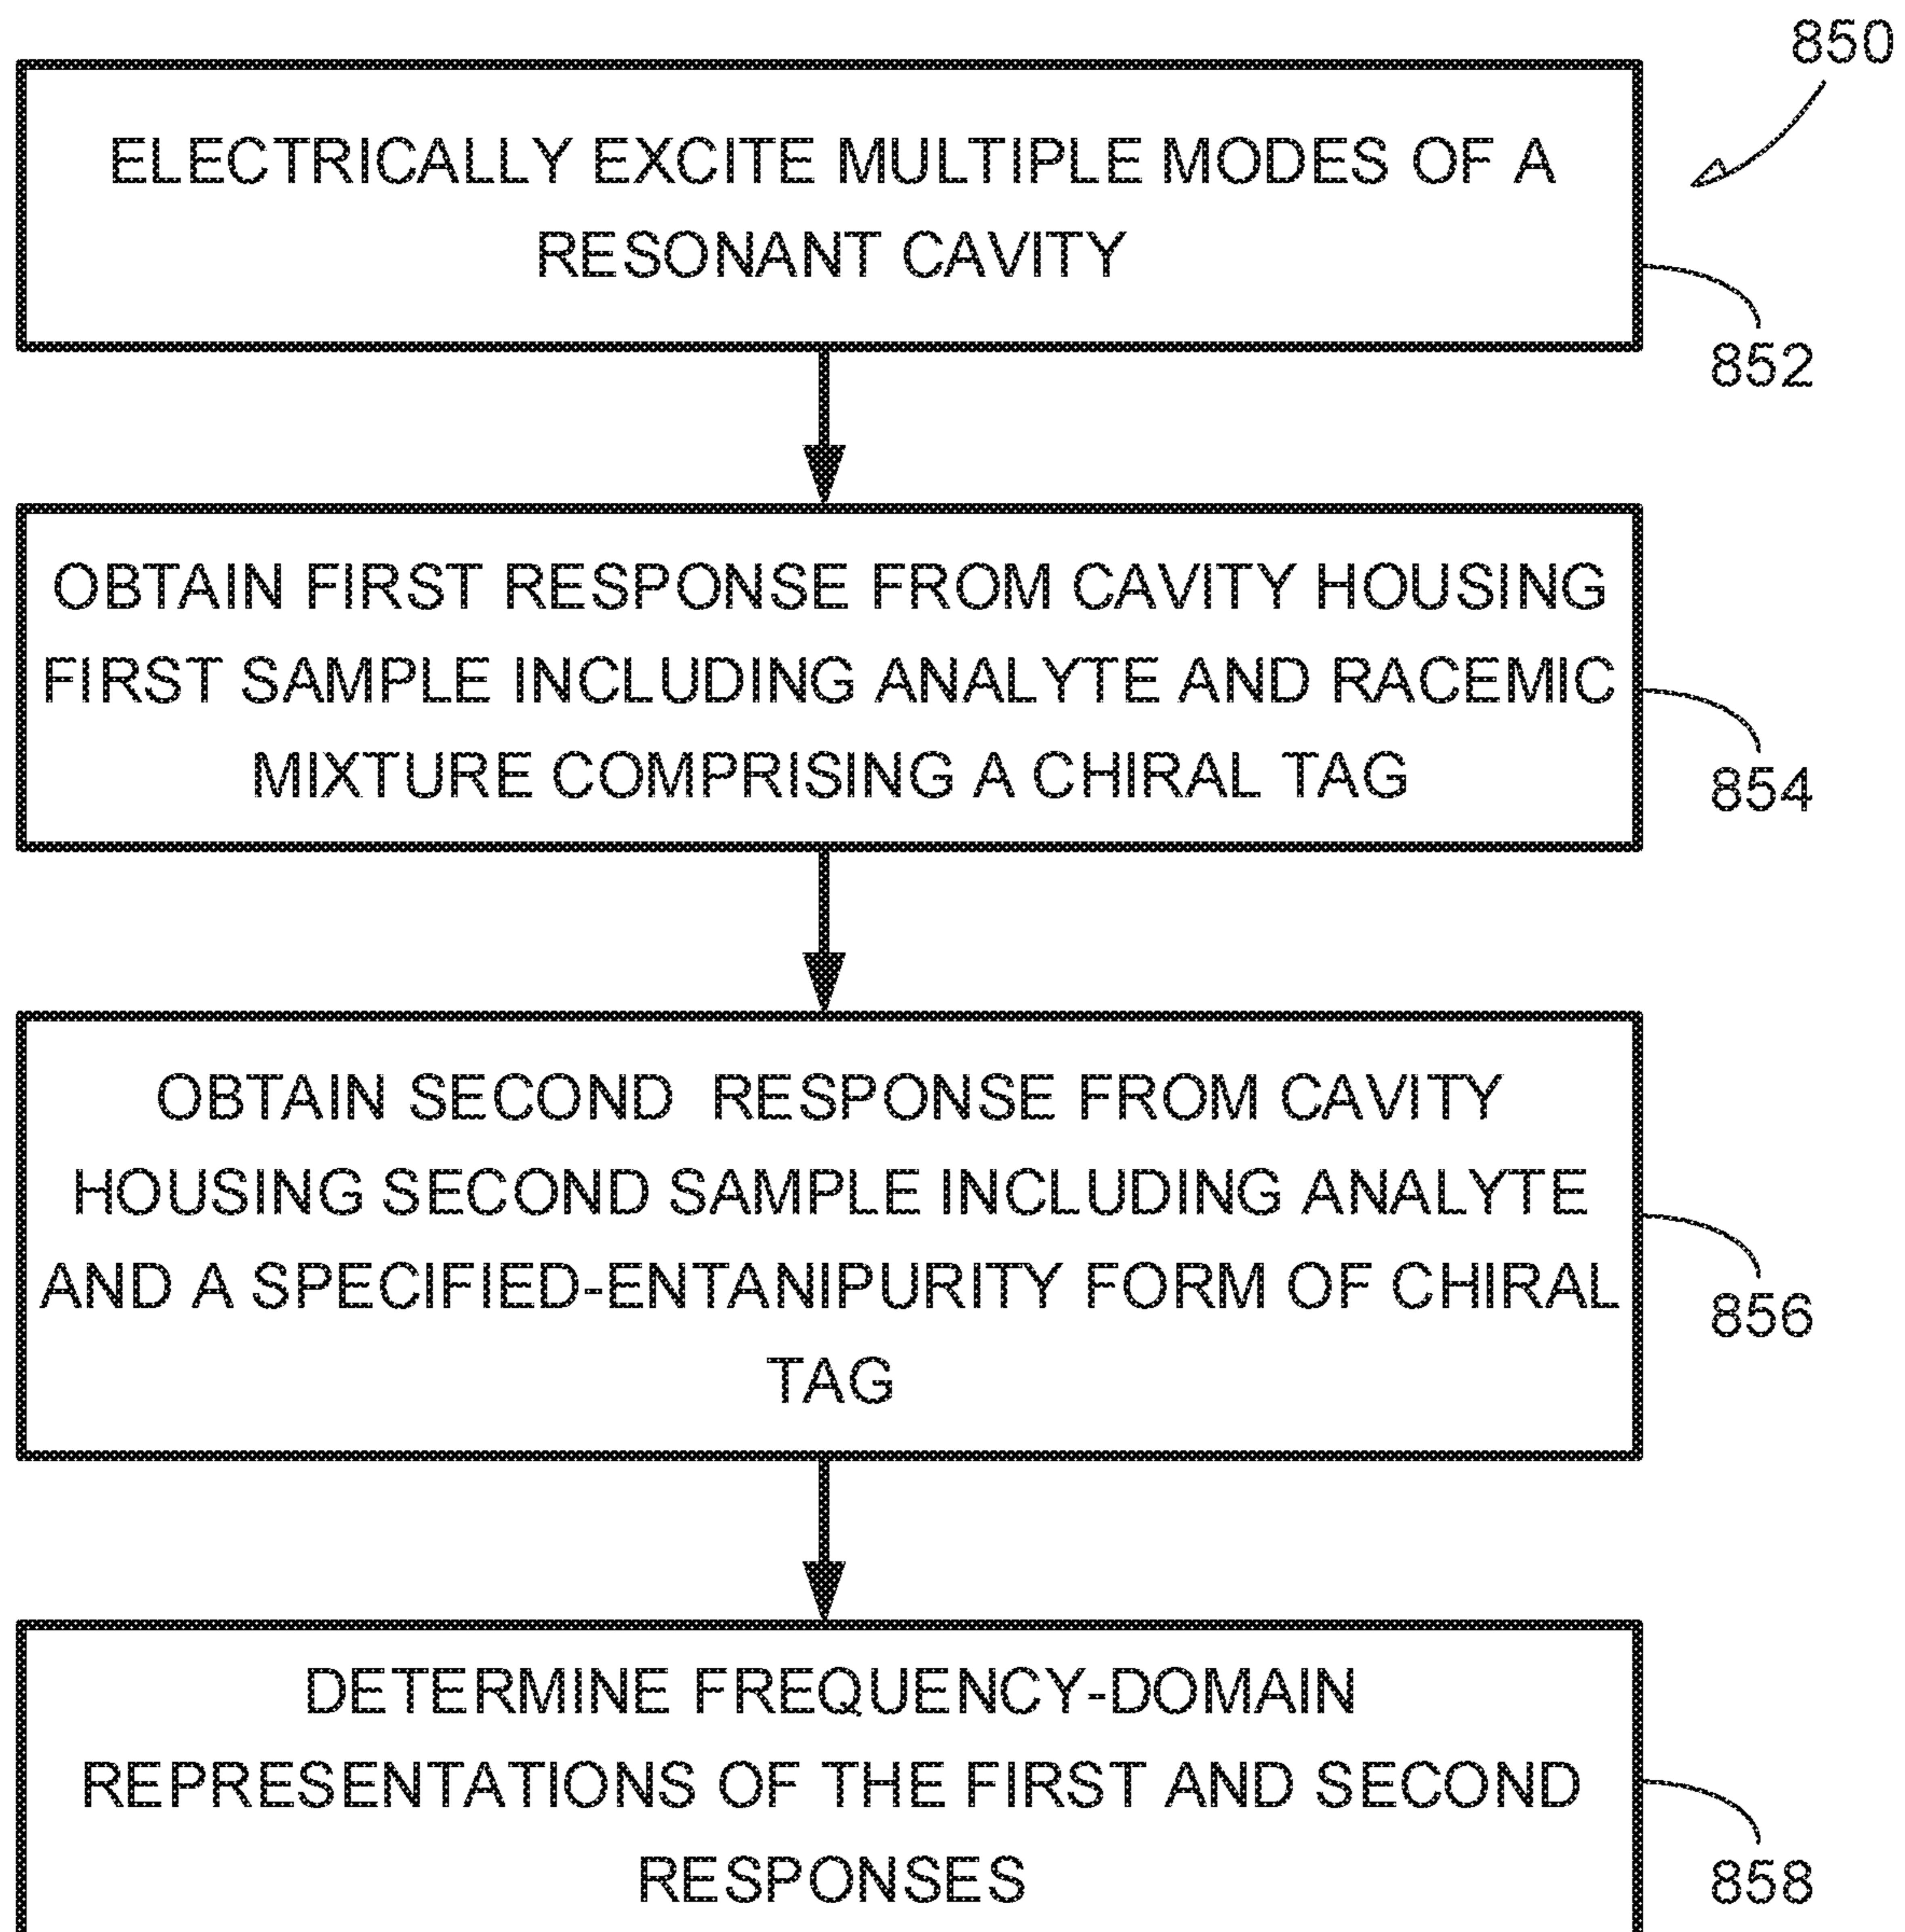 850
ELECTRICALLY EXCITE MULTIPLE MODES OF A
RESONANT CAVITY
852
OBTAIN FIRST RESPONSE FROM CAVITY HOUSING
FIRST SAMPLE INCLUDING ANALYTE AND RACEMIC
MIXTURE COMPRISING A CHIRAL TAG
854
OBTAIN SECOND RESPONSE FROM CAVITY
HOUSING SECOND SAMPLE INCLUDING ANALYTE
AND A SPECIFIED-ENTANIPURITY FORM OF CHIRAL
TAG
856
DETERMINE FREQUENCY-DOMAIN
REPRESENTATIONS OF THE FIRST AND SECOND
RESPONSES
858